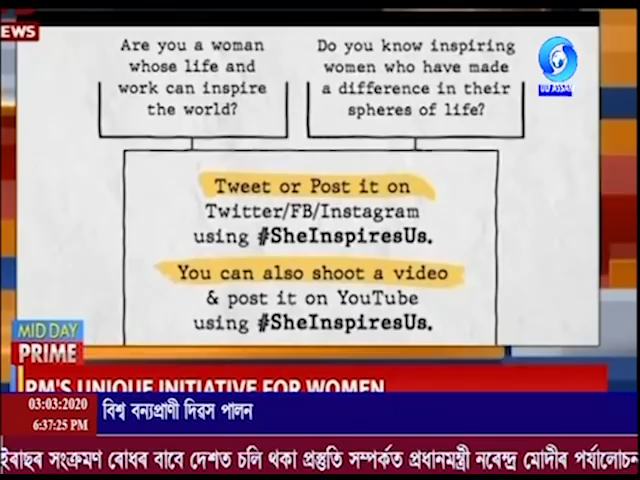 EWS
Are you a woman
whose life and
work can inspire
the world?
Do you know inspiring
women who have made
a difference in their
spheres of life?
DD ASSAM
Tweet or Post it on
Twitter/FB/Instagram
using #SheInspiresUs.
You can also shoot a video
& post it on YouTube
using #SheInspiresUs.
MID DAY
PRIME
PM'S UNIQUE INITIATIVE FOR WOMEN
03:03:2020
6:37:25 PM
বিশ্ব বন্যপ্ৰাণী দিৱস পালন
ইৰাছৰ সংক্ৰমণ ৰোধৰ বাবে দেশত চলি থকা প্ৰস্তুতি সম্পৰ্কত প্ৰধানমন্ত্ৰী নৰেন্দ্ৰ মোদীৰ পৰ্যালোচন